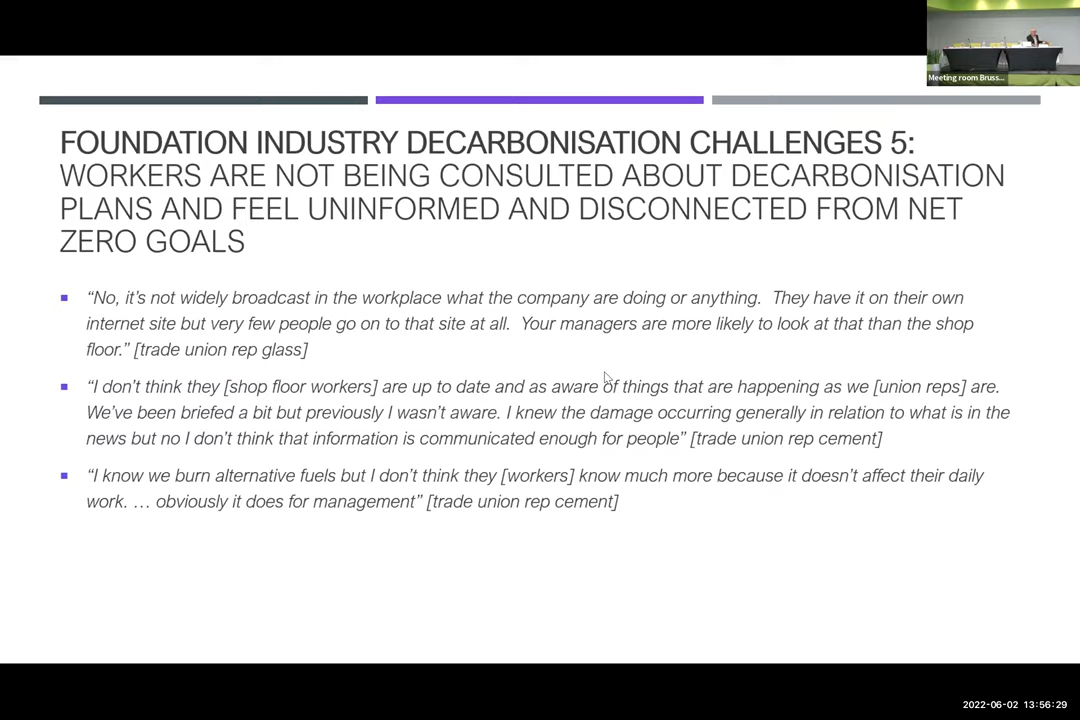 Meeting room Bruss...
FOUNDATION INDUSTRY DECARBONISATION CHALLENGES 5:
WORKERS ARE NOT BEING CONSULTED ABOUT DECARBONISATION
PLANS AND FEEL UNINFORMED AND DISCONNECTED FROM NET
ZERO GOALS
“No, it’s not widely broadcast in the workplace what the company are doing or anything.  They have it on their own
internet site but very few people go on to that site at all.  Your managers are more likely to look at that than the shop
floor.” [trade union rep glass]
“I don’t think they [shop floor workers] are up to date and as aware of things that are happening as we [union reps] are.
We’ve been briefed a bit but previously I wasn’t aware. I knew the damage occurring generally in relation to what is in the
news but no I don’t think that information is communicated enough for people” [trade union rep cement]
“I know we burn alternative fuels but I don’t think they [workers] know much more because it doesn’t affect their daily
work. … obviously it does for management” [trade union rep cement]
2022-06-02 13:56:29